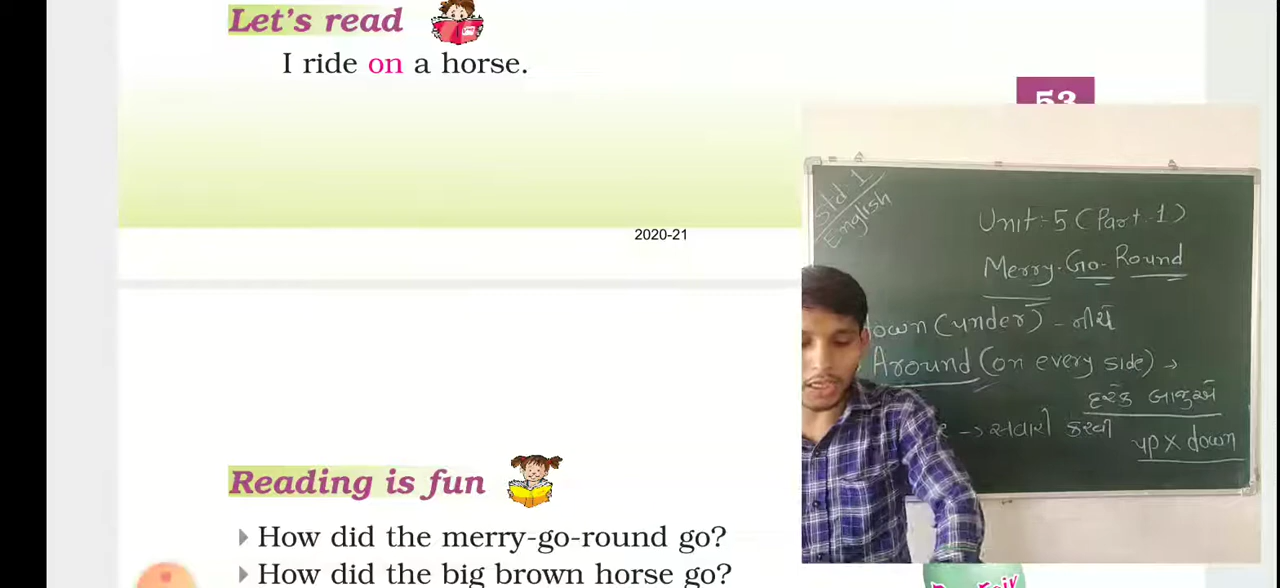 Let's read
I ride on a horse.
53
2020-21
Std-1
English
Unit:-5 (Part-1)
Merry-Go-Round
down (under) - નીચે
Around (on every side) →
દરેક બાજુએ
→ સવારી કરવી
up x down
Reading is fun
How did the merry-go-round go?
How did the big brown horse go?
Fair